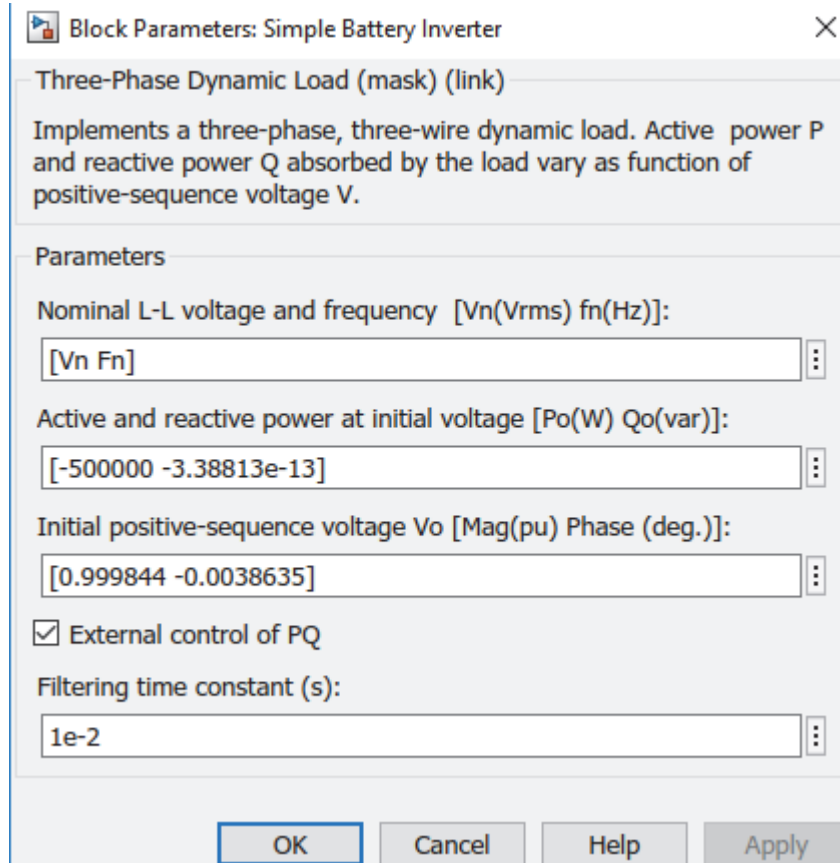 Block Parameters: Simple Battery Inverter
Three-Phase Dynamic Load (mask) (link)
Implements a three-phase, three-wire dynamic load. Active  power P
and reactive power Q absorbed by the load vary as function of
positive-sequence voltage V.
Parameters
Nominal L-L voltage and frequency  [Vn(Vrms) fn(Hz)]:
[Vn Fn]
Active and reactive power at initial voltage [Po(W) Qo(var)]:
[-500000 -3.38813e-13]
Initial positive-sequence voltage Vo [Mag(pu) Phase (deg.)]:
[0.999844 -0.0038635]
External control of PQ
Filtering time constant (s):
1e-2
OK Cancel Help Apply